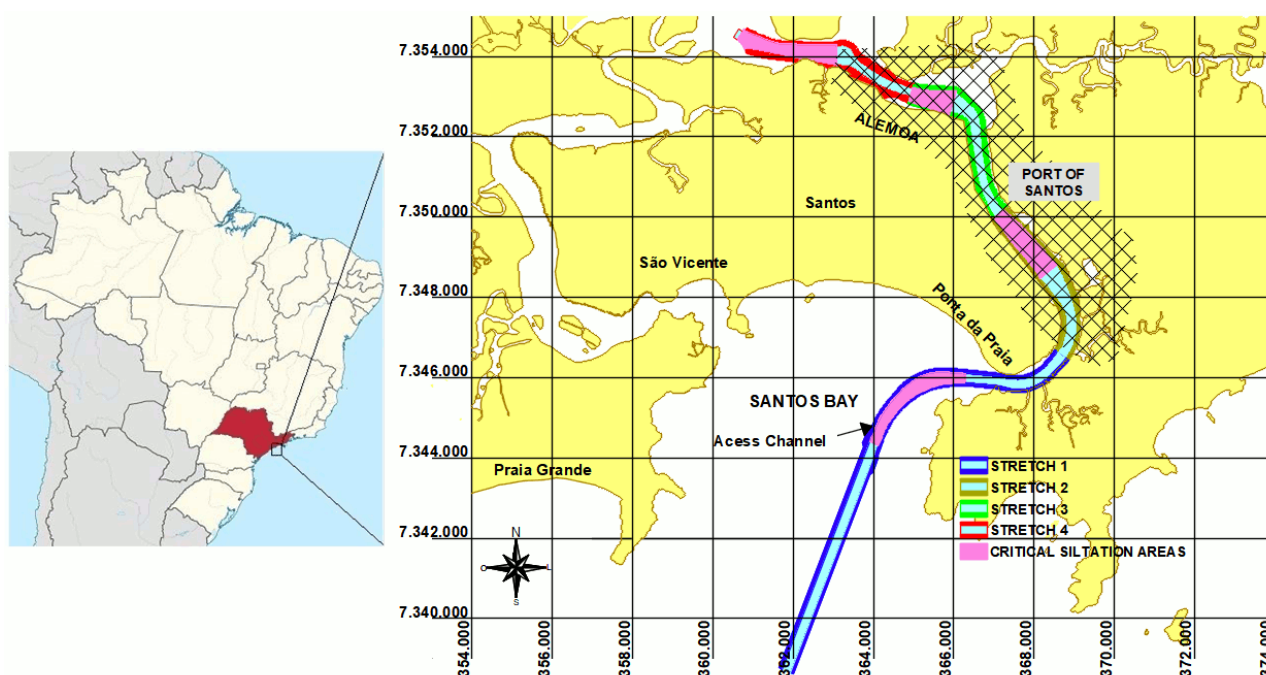 7.354.000
7.352.000
ALEMOA
PORT OF
SANTOS
7.350.000
Santos
São Vicente
7.348.000
Ponta da Praia
7.346.000
SANTOS BAY
Acess Channel
7.344.000
Praia Grande
STRETCH 1
STRETCH 2
STRETCH 3
STRETCH 4
CRITICAL SILTATION AREAS
7.342.000
N
O
L
S
7.340.000
354.000
356.000
358.000
360.000
362.000
364.000
366.000
368.000
370.000
372.000
374.000